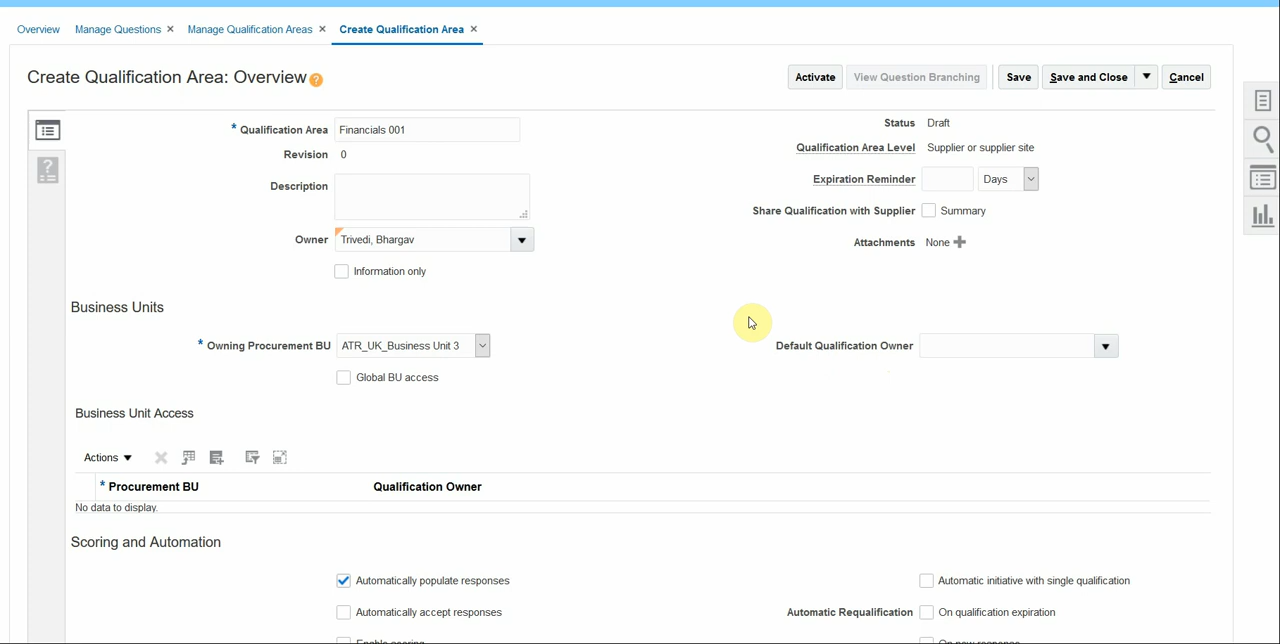 Overview Manage Questions × Manage Qualification Areas × Create Qualification Area ×
Create Qualification Area: Overview ?
Activate View Question Branching Save Save and Close Cancel
* Qualification Area Financials 001
Revision 0
Description
Owner Trivedi, Bhargav
Information only
Status Draft
Qualification Area Level Supplier or supplier site
Expiration Reminder Days
Share Qualification with Supplier Summary
Attachments None
Business Units
* Owning Procurement BU ATR_UK_Business Unit 3
Default Qualification Owner
Global BU access
Business Unit Access
Actions
* Procurement BU Qualification Owner
No data to display.
Scoring and Automation
Automatically populate responses
Automatic initiative with single qualification
Automatically accept responses
Automatic Requalification On qualification expiration
Enable scoring
On new response